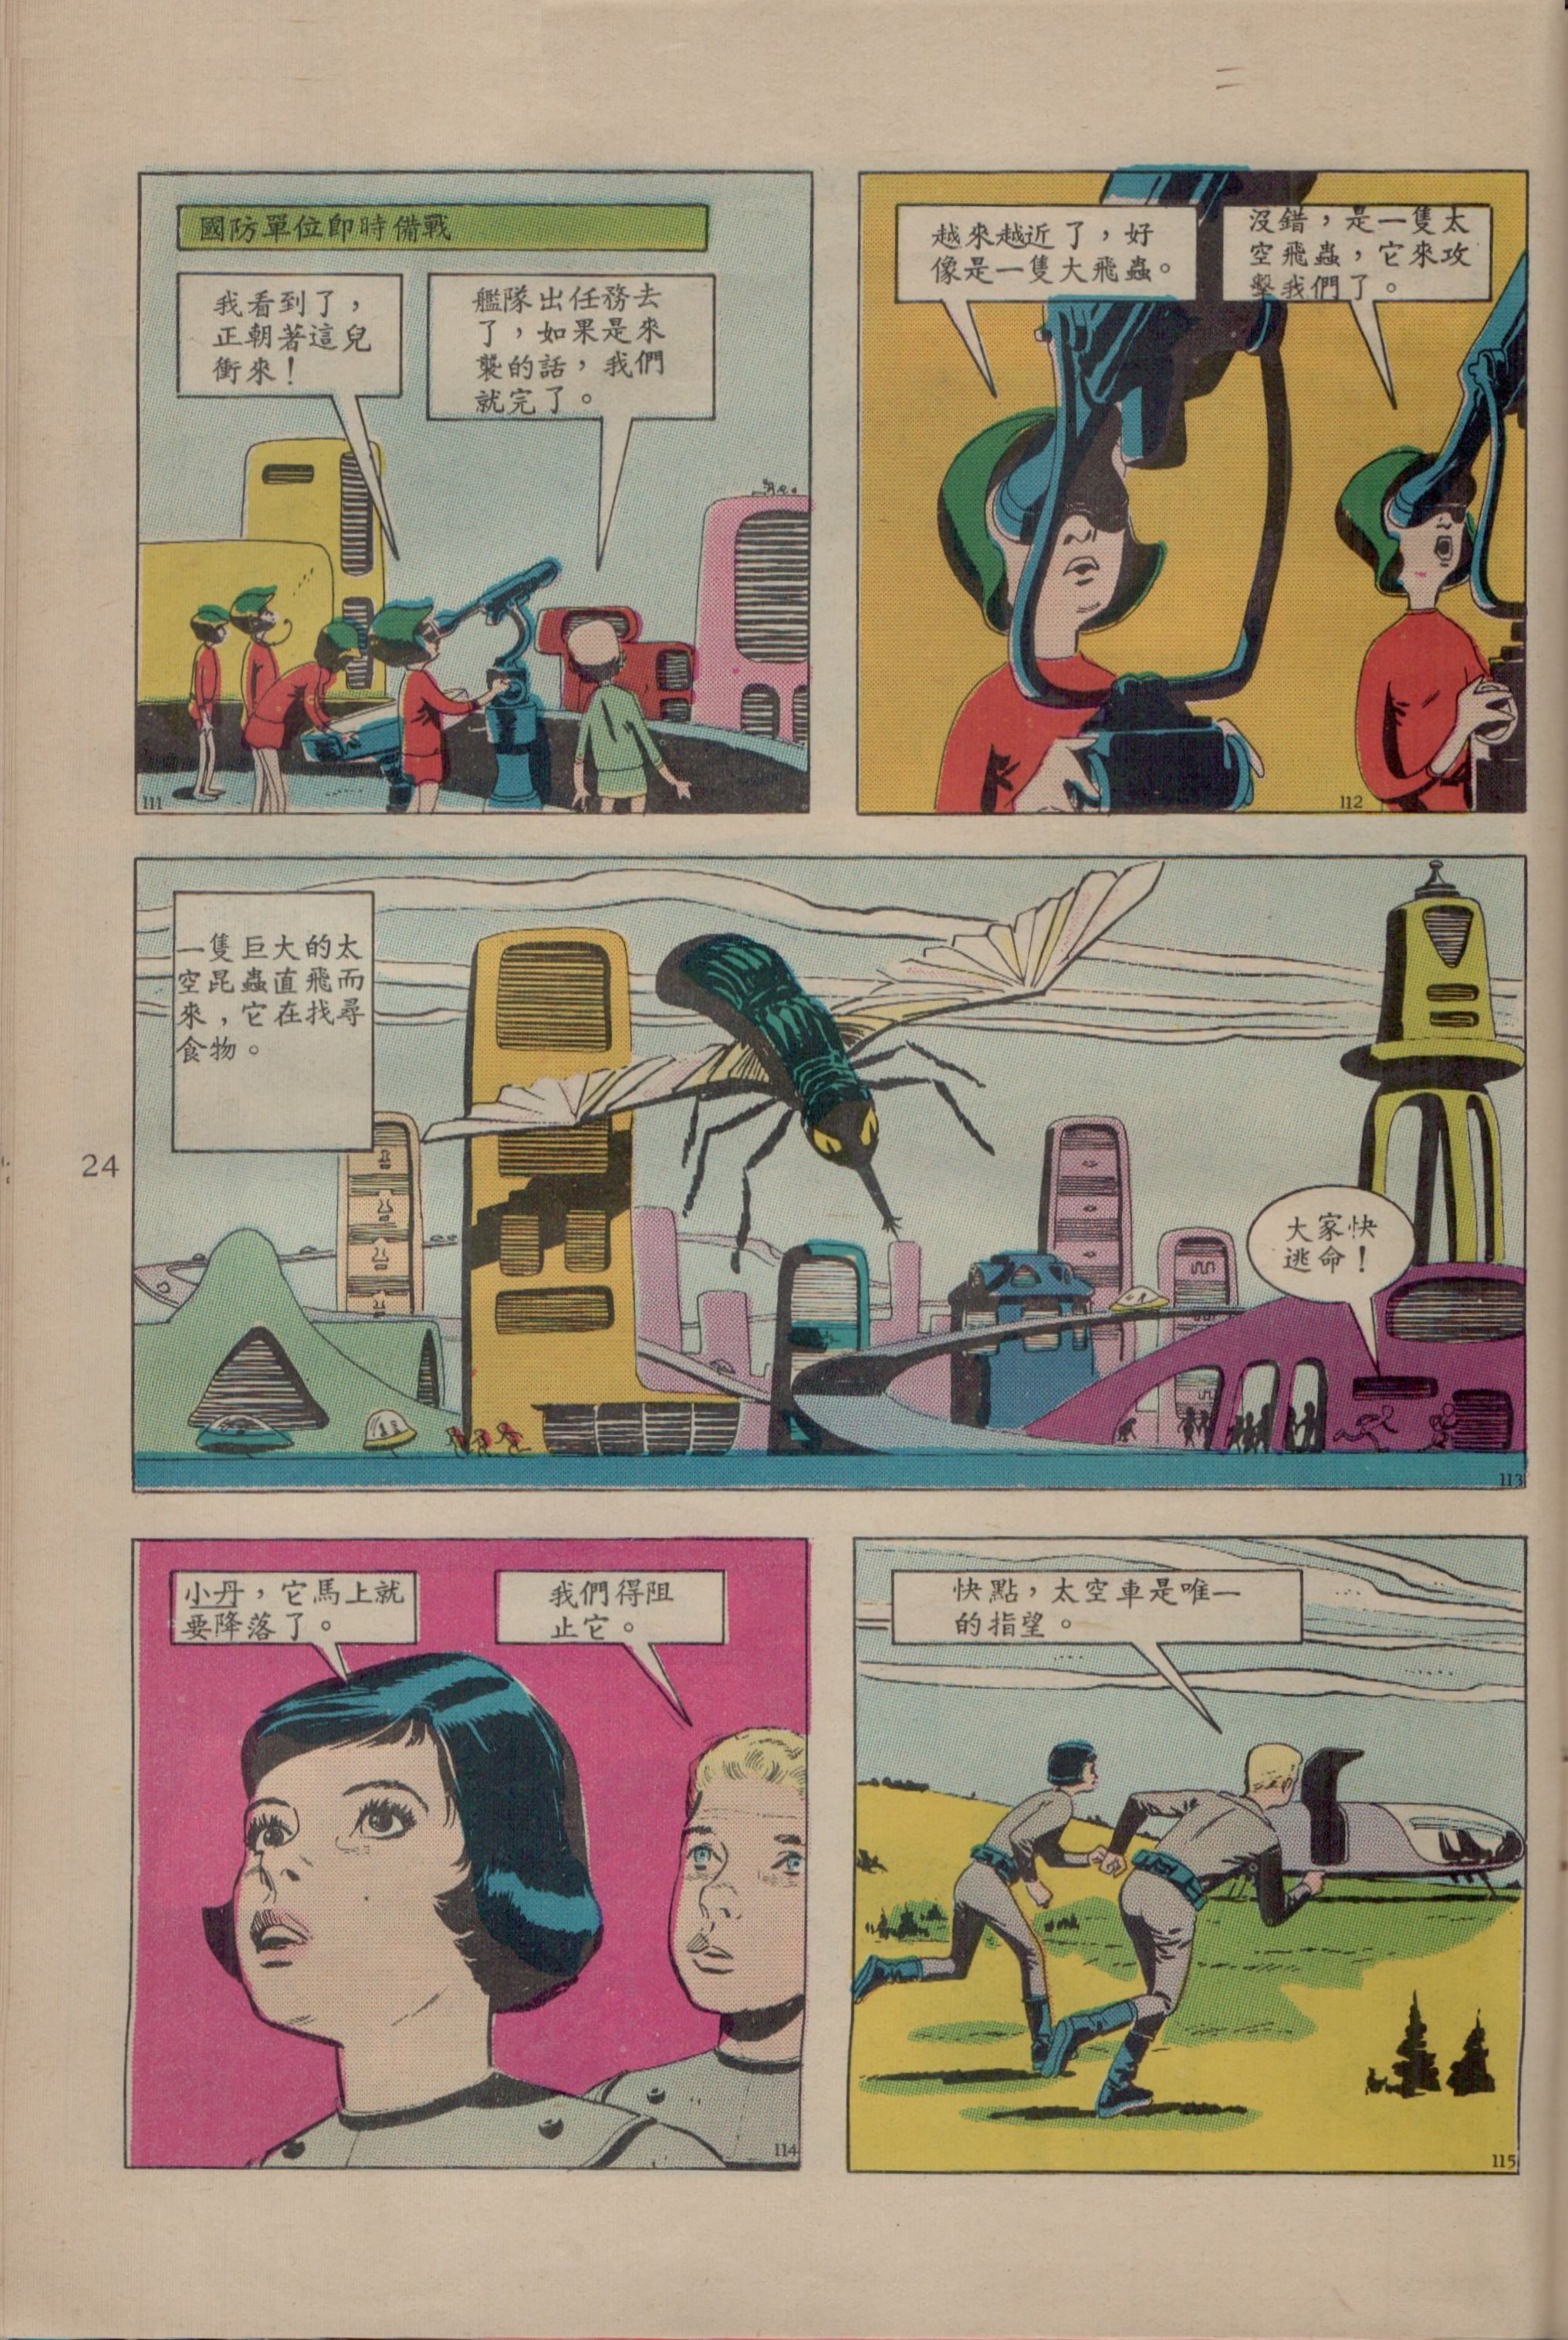 國防單位即時備戰
我看到了，
正朝著這兒
衝來！
艦隊出任務去
了，如果是來
襲的話，我們
就完了。
111
越來越近了，好
像是一隻大飛蟲。
沒錯，是一隻太
空飛蟲，它來攻
擊我們了。
112
一隻巨大的太
空昆蟲直飛而
來，它在找尋
食物。
大家快
逃命！
113
24
小丹，它馬上就
要降落了。
我們得阻
止它。
114
快點，太空車是唯一
的指望。
115